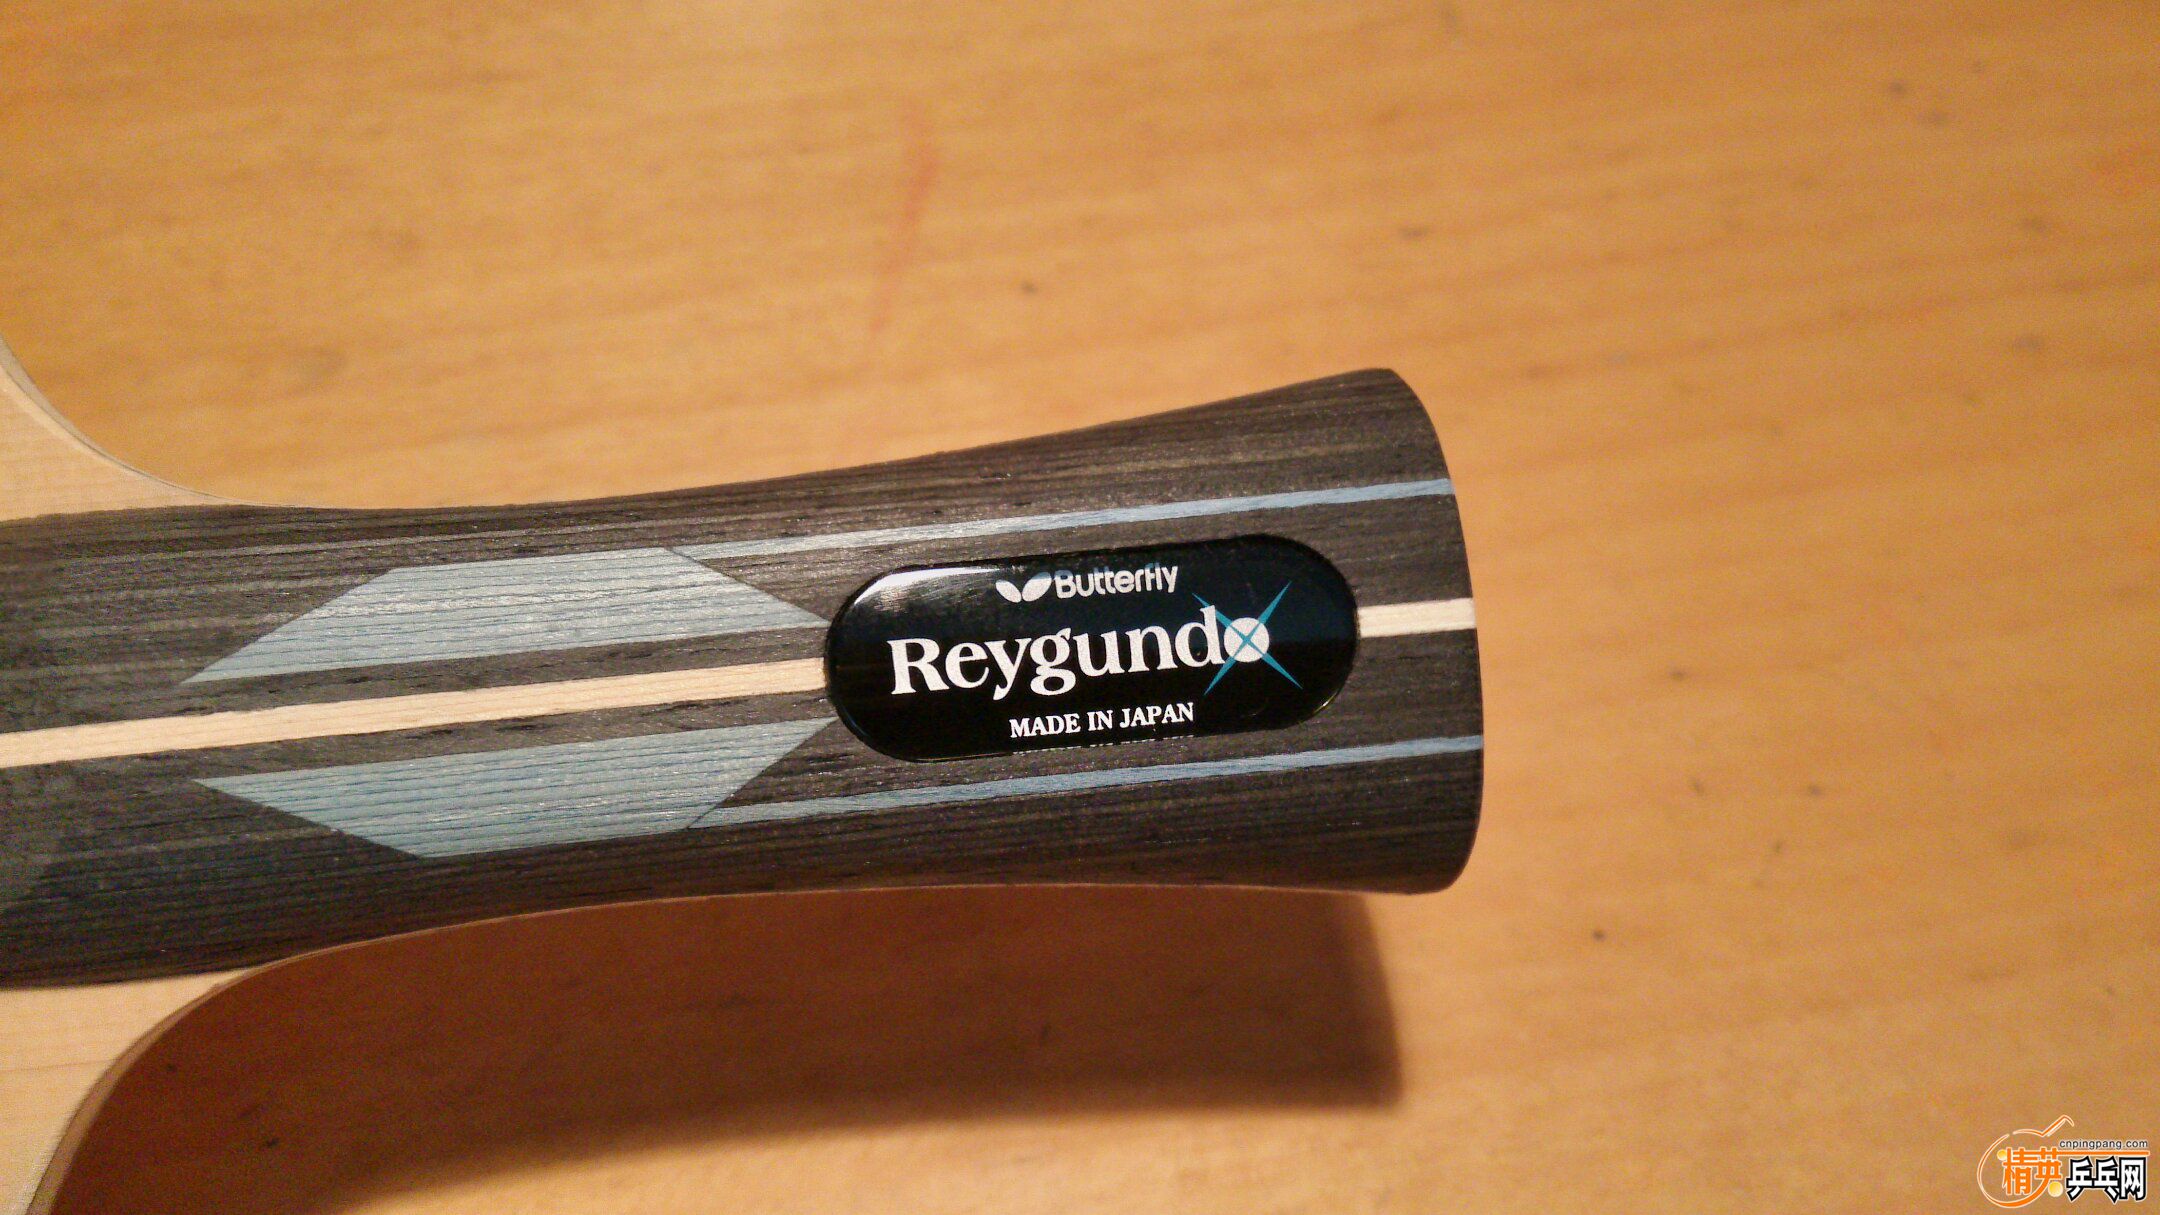 Butterfly
Reygundo
MADE IN JAPAN
cnpingpang.com
精英乒乓网